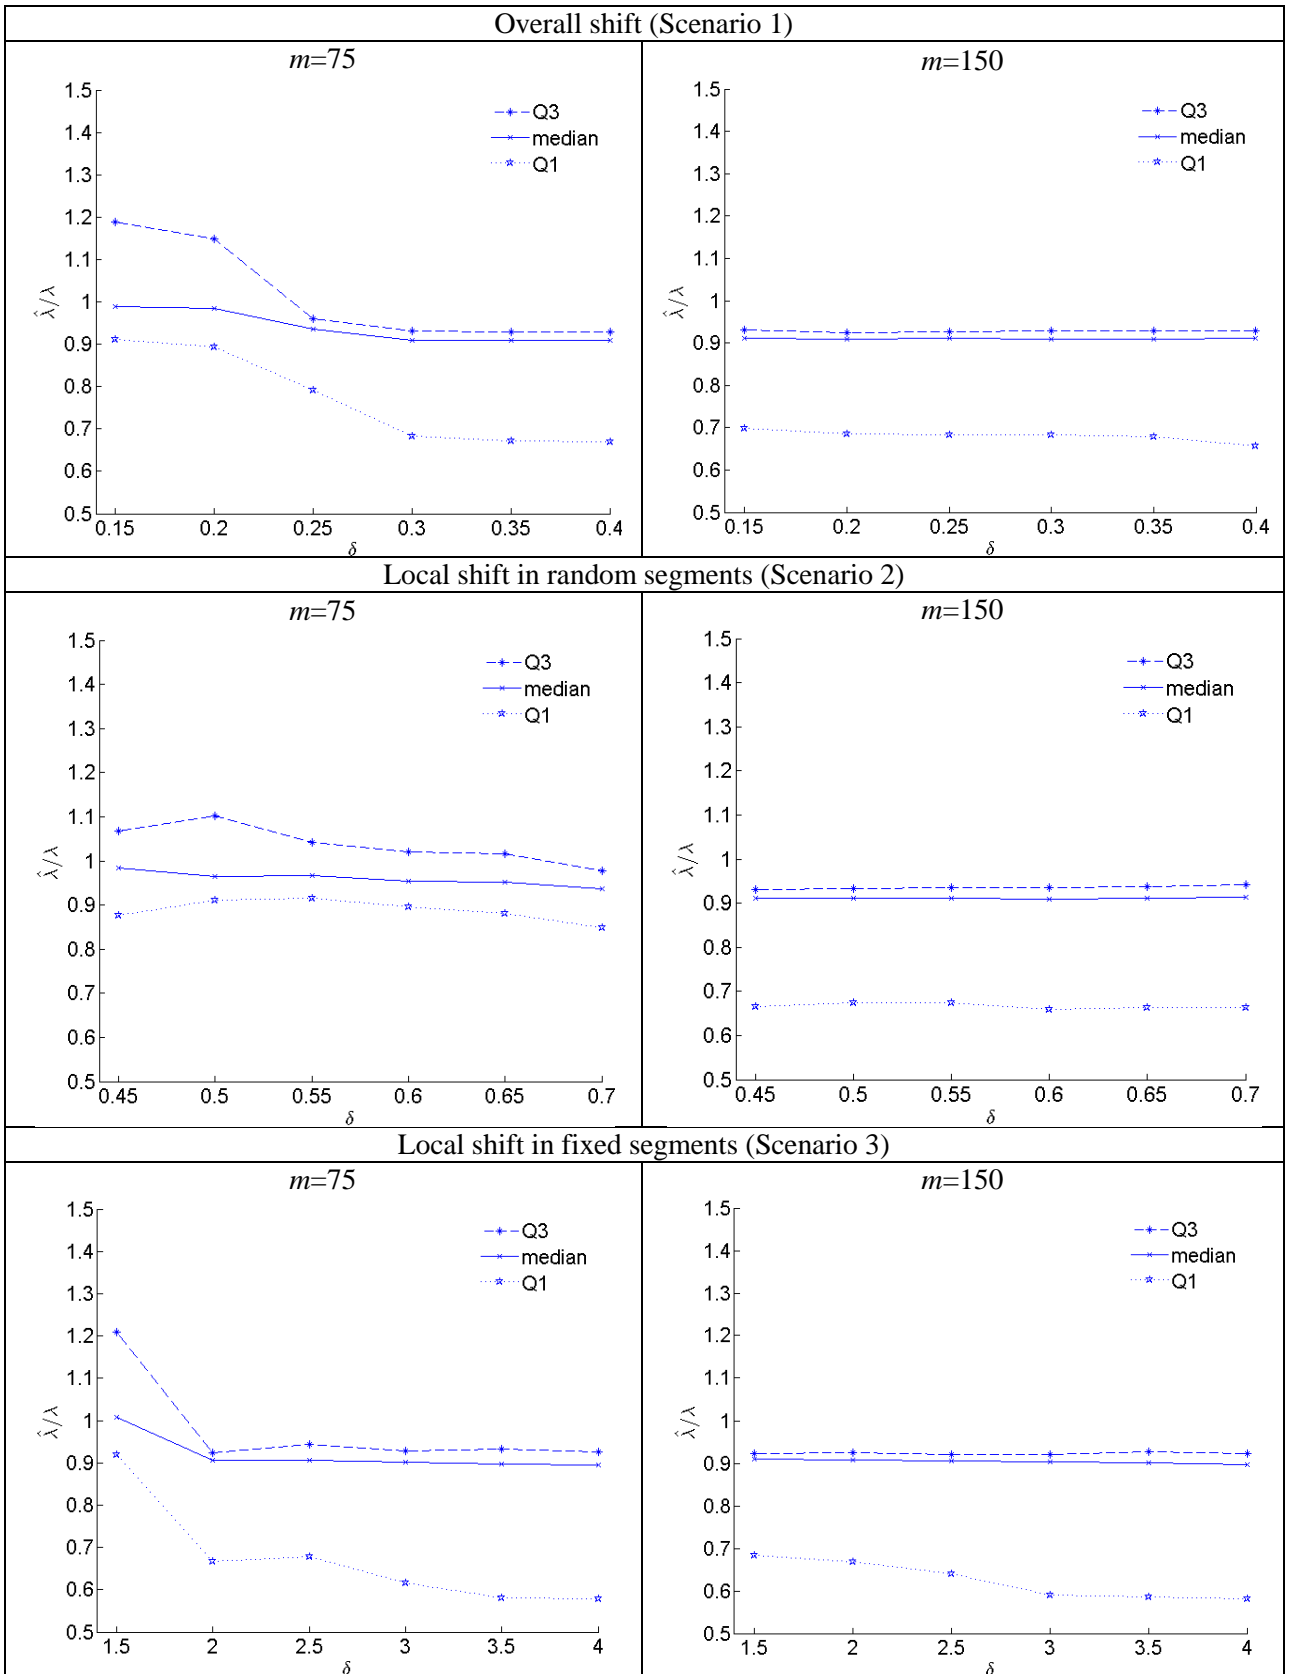 Overall shift (Scenario 1)
m=75
1.5
1.4
1.3
1.2
1.1
1
0.9
0.8
0.7
0.6
0.5
λ̂/λ
Q3
median
Q1
0.15 0.2 0.25 0.3 0.35 0.4
δ
m=150
1.5
1.4
1.3
1.2
1.1
1
0.9
0.8
0.7
0.6
0.5
λ̂/λ
Q3
median
Q1
0.15 0.2 0.25 0.3 0.35 0.4
δ
Local shift in random segments (Scenario 2)
m=75
1.5
1.4
1.3
1.2
1.1
1
0.9
0.8
0.7
0.6
0.5
λ̂/λ
Q3
median
Q1
0.45 0.5 0.55 0.6 0.65 0.7
δ
m=150
1.5
1.4
1.3
1.2
1.1
1
0.9
0.8
0.7
0.6
0.5
λ̂/λ
Q3
median
Q1
0.45 0.5 0.55 0.6 0.65 0.7
δ
Local shift in fixed segments (Scenario 3)
m=75
1.5
1.4
1.3
1.2
1.1
1
0.9
0.8
0.7
0.6
0.5
λ̂/λ
Q3
median
Q1
1.5 2 2.5 3 3.5 4
δ
m=150
1.5
1.4
1.3
1.2
1.1
1
0.9
0.8
0.7
0.6
0.5
λ̂/λ
Q3
median
Q1
1.5 2 2.5 3 3.5 4
δ